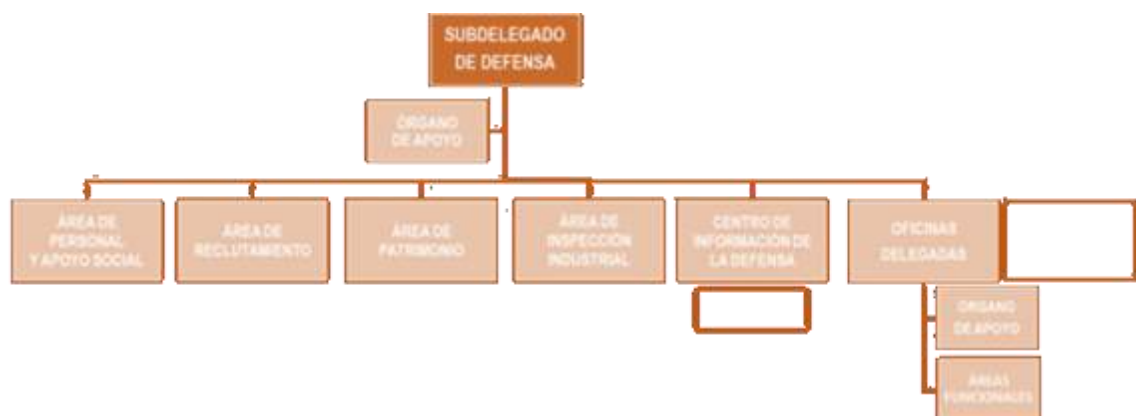 SUBDELEGADO
DE DEFENSA
ÓRGANO
DE APOYO
ÁREA DE
PERSONAL
Y APOYO SOCIAL
ÁREA DE
RECLUTAMIENTO
ÁREA DE
PATRIMONIO
ÁREA DE
INSPECCIÓN
INDUSTRIAL
CENTRO DE
INFORMACIÓN DE
LA DEFENSA
OFICINAS
DELEGADAS
ÓRGANO
DE APOYO
ÁREAS
FUNCIONALES